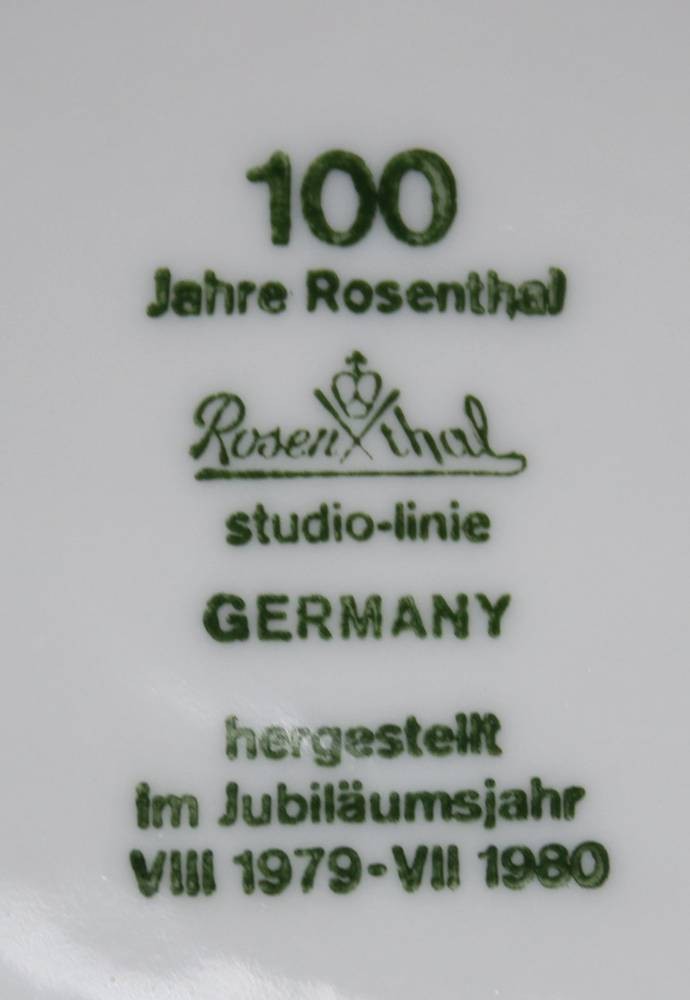 100
Jahre Rosenthal
Rosenthal
studio-linie
GERMANY
hergestellt
im Jubiläumsjahr
VIII 1979-VII 1980